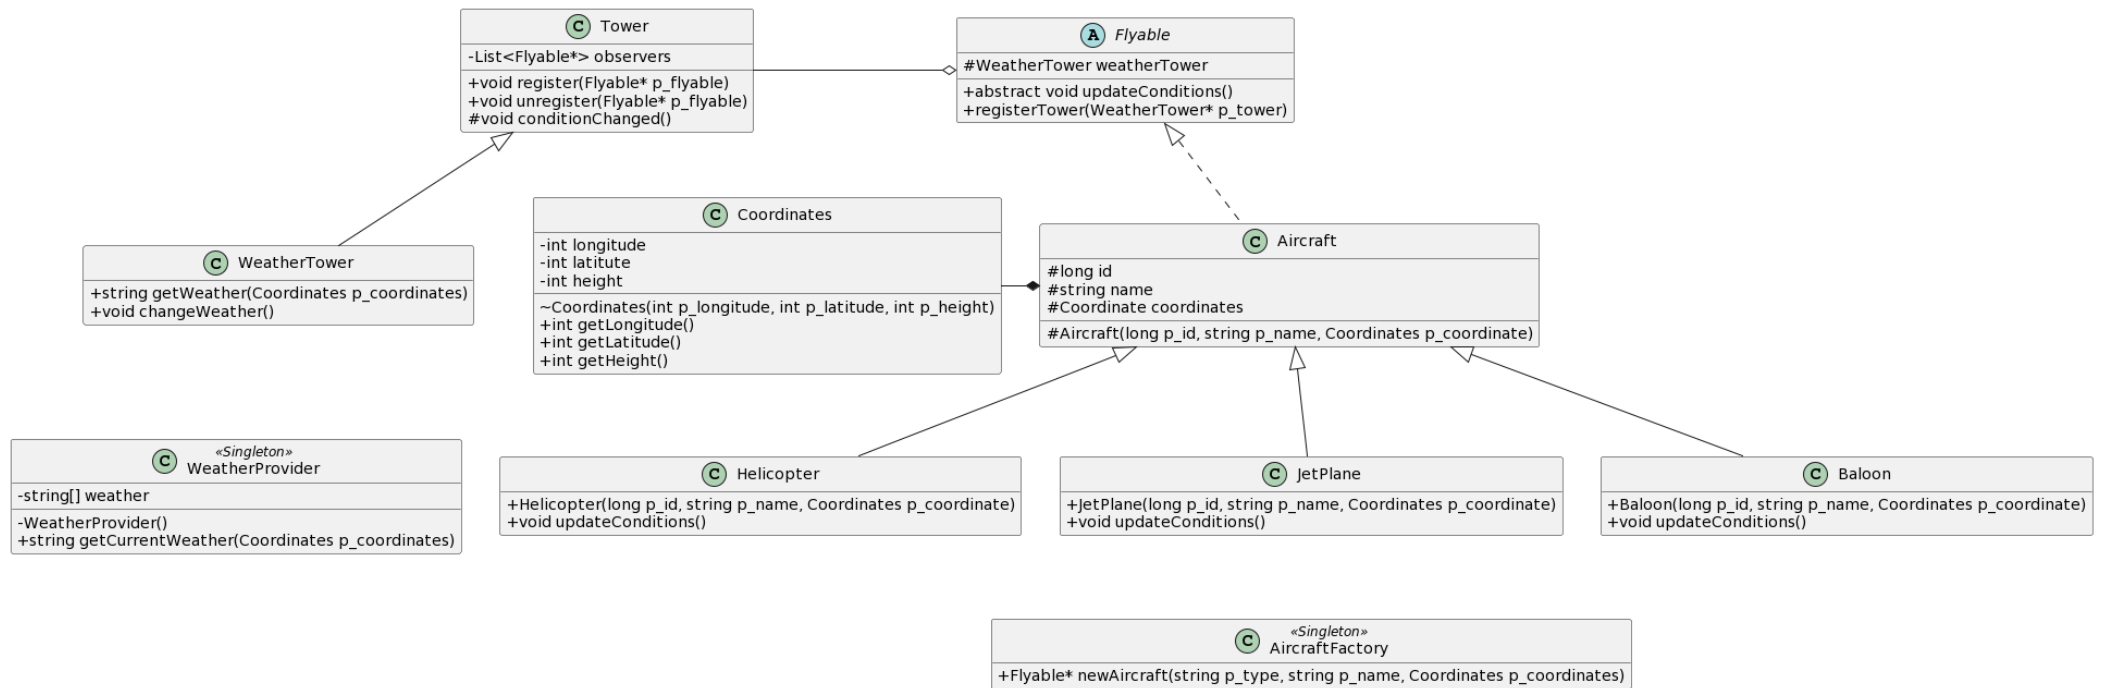 C Tower
-List<Flyable*> observers
+void register(Flyable* p_flyable)
+void unregister(Flyable* p_flyable)
#void conditionChanged()
A Flyable
#WeatherTower weatherTower
+abstract void updateConditions()
+registerTower(WeatherTower* p_tower)
C WeatherTower
+string getWeather(Coordinates p_coordinates)
+void changeWeather()
C Coordinates
-int longitude
-int latitute
-int height
~Coordinates(int p_longitude, int p_latitude, int p_height)
+int getLongitude()
+int getLatitude()
+int getHeight()
C Aircraft
#long id
#string name
#Coordinate coordinates
#Aircraft(long p_id, string p_name, Coordinates p_coordinate)
«Singleton»
C WeatherProvider
-string[] weather
-WeatherProvider()
+string getCurrentWeather(Coordinates p_coordinates)
C Helicopter
+Helicopter(long p_id, string p_name, Coordinates p_coordinate)
+void updateConditions()
C JetPlane
+JetPlane(long p_id, string p_name, Coordinates p_coordinate)
+void updateConditions()
C Baloon
+Baloon(long p_id, string p_name, Coordinates p_coordinate)
+void updateConditions()
«Singleton»
C AircraftFactory
+Flyable* newAircraft(string p_type, string p_name, Coordinates p_coordinates)